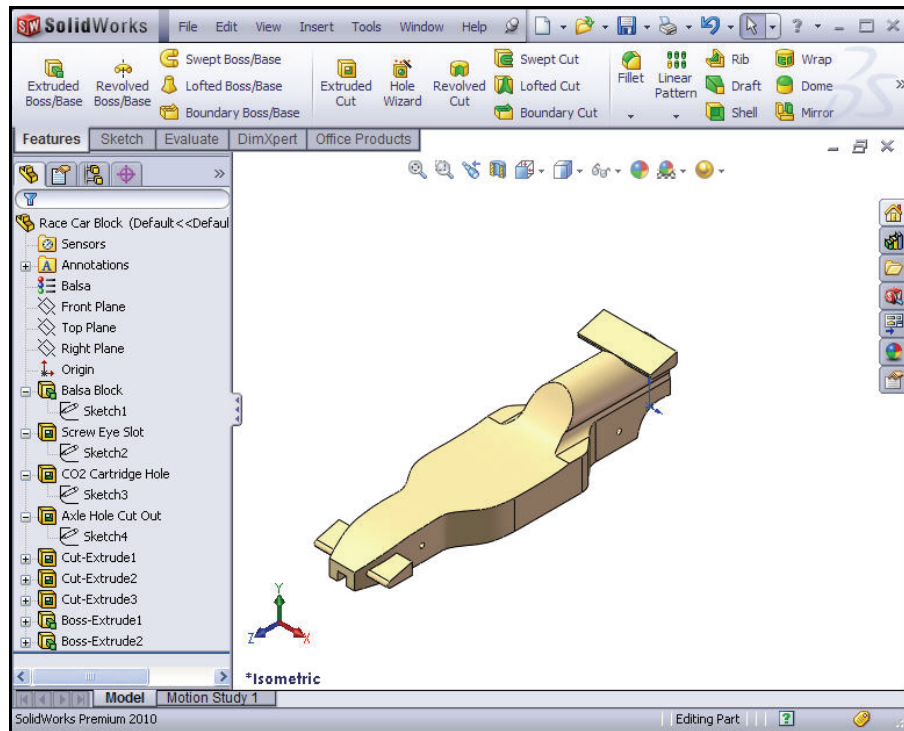 SolidWorks File Edit View Insert Tools Window Help
Extruded Boss/Base
Revolved Boss/Base
Swept Boss/Base
Lofted Boss/Base
Boundary Boss/Base
Extruded Cut
Hole Wizard
Revolved Cut
Swept Cut
Lofted Cut
Boundary Cut
Fillet
Linear Pattern
Rib
Draft
Shell
Wrap
Dome
Mirror
Features Sketch Evaluate DimXpert Office Products
Race Car Block (Default<<Defaul
Sensors
Annotations
Balsa
Front Plane
Top Plane
Right Plane
Origin
Balsa Block
Sketch1
Screw Eye Slot
Sketch2
CO2 Cartridge Hole
Sketch3
Axle Hole Cut Out
Sketch4
Cut-Extrude1
Cut-Extrude2
Cut-Extrude3
Boss-Extrude1
Boss-Extrude2
Y
Z X
*Isometric
Model Motion Study 1
SolidWorks Premium 2010 Editing Part